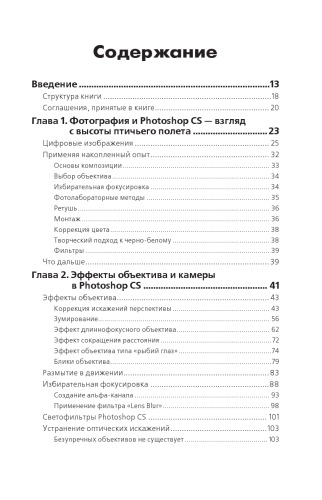 Содержание
Введение ........ 13
Структура книги ........ 18
Соглашения, принятые в книге ........ 20
Глава 1. Фотография и Photoshop CS — взгляд
с высоты птичьего полета ........ 23
Цифровые изображения ........ 25
Применяя накопленный опыт ........ 32
Основы композиции ........ 33
Выбор объектива ........ 34
Избирательная фокусировка ........ 34
Фотолабораторные методы ........ 35
Ретушь ........ 36
Монтаж ........ 36
Коррекция цвета ........ 38
Творческий подход к черно-белому ........ 38
Фильтры ........ 39
Что дальше ........ 39
Глава 2. Эффекты объектива и камеры
в Photoshop CS ........ 41
Эффекты объектива ........ 43
Коррекция искажений перспективы ........ 43
Зумирование ........ 56
Эффект длиннофокусного объектива ........ 62
Эффект сокращения расстояния ........ 72
Эффект объектива типа «рыбий глаз» ........ 74
Блики объектива ........ 79
Размытие в движении ........ 83
Избирательная фокусировка ........ 88
Создание альфа-канала ........ 93
Применение фильтра «Lens Blur» ........ 98
Светофильтры Photoshop CS ........ 101
Устранение оптических искажений ........ 103
Безупречных объективов не существует ........ 103